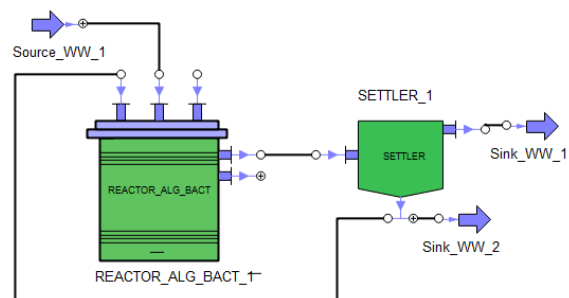 Source_WW_1
SETTLER_1
SETTLER
Sink_WW_1
REACTOR_ALG_BACT
Sink_WW_2
REACTOR_ALG_BACT_1